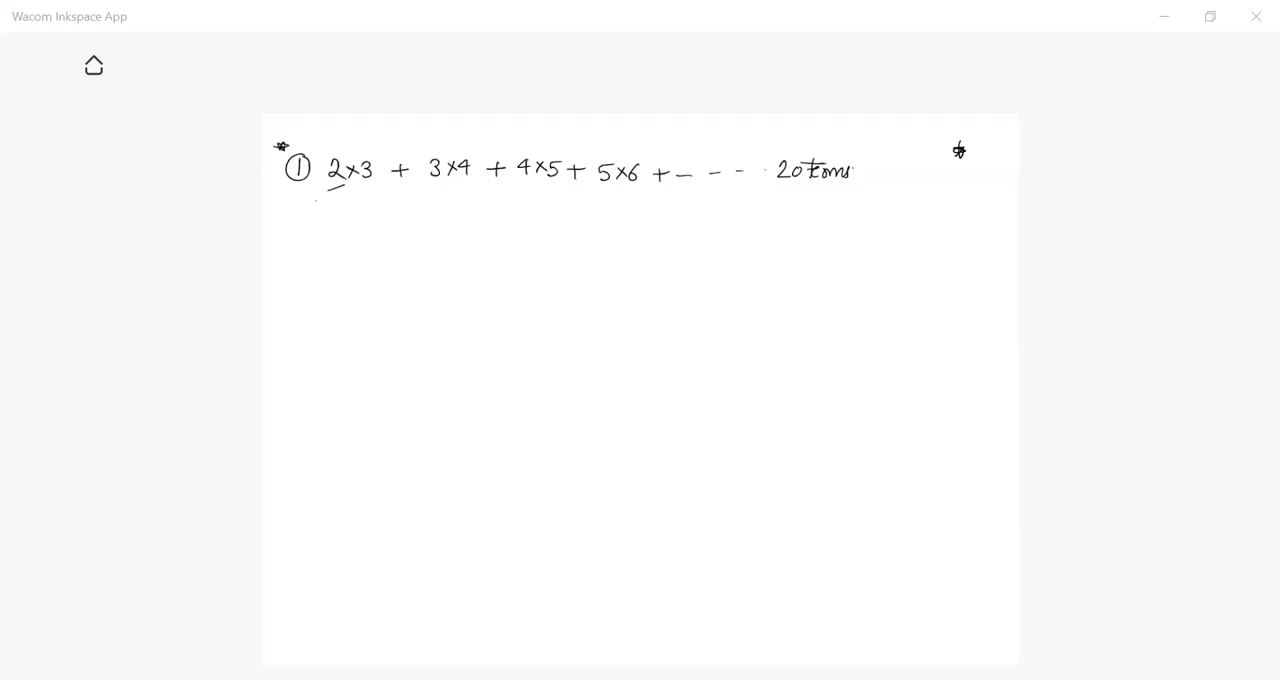 Wacom Inkspace App
① 2×3 + 3×4 + 4×5 + 5×6 + - - - 20 terms